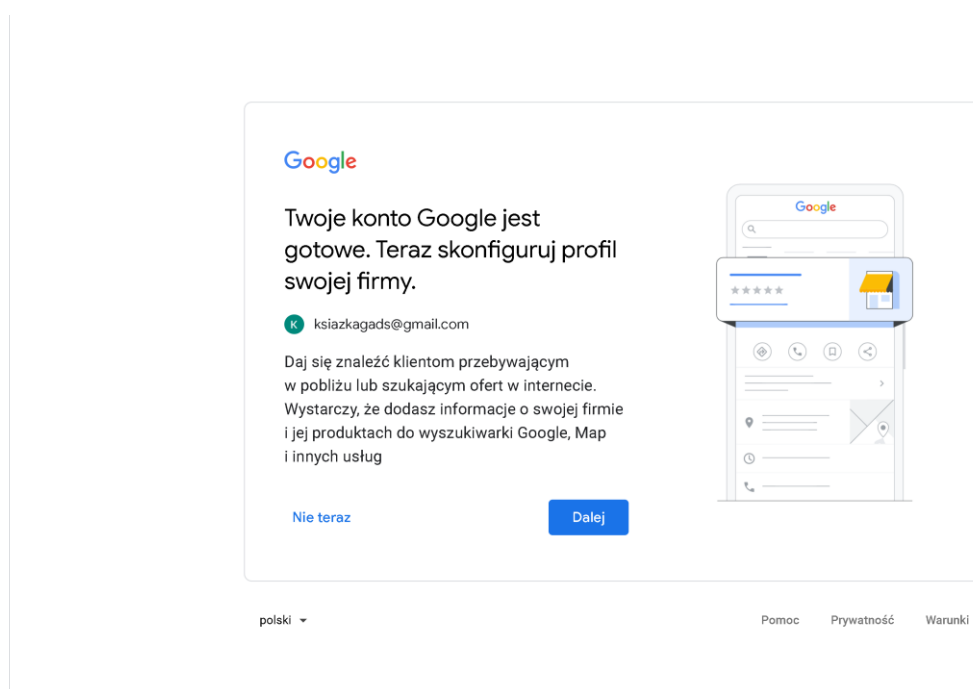 Google
Twoje konto Google jest
gotowe. Teraz skonfiguruj profil
swojej firmy.
K ksiazkagads@gmail.com
Daj się znaleźć klientom przebywającym
w pobliżu lub szukającym ofert w internecie.
Wystarczy, że dodasz informacje o swojej firmie
i jej produktach do wyszukiwarki Google, Map
i innych usług
Nie teraz
Dalej
Google
polski
Pomoc
Prywatność
Warunki